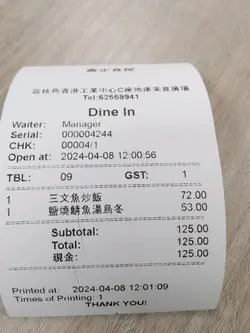 荔枝角香港工業中心C座地庫美食廣場
Tel:62559941
Dine In
Waiter: Manager
Serial: 000004244
CHK: 00004/1
Open at: 2024-04-08 12:00:56
TBL: 09 GST: 1
1 三文魚炒飯 72.00
1 鹽燒鯖魚湯烏冬 53.00
Subtotal: 125.00
Total: 125.00
現金: 125.00
Printed at: 2024-04-08 12:01:09
Times of Printing: 1
THANK YOU!